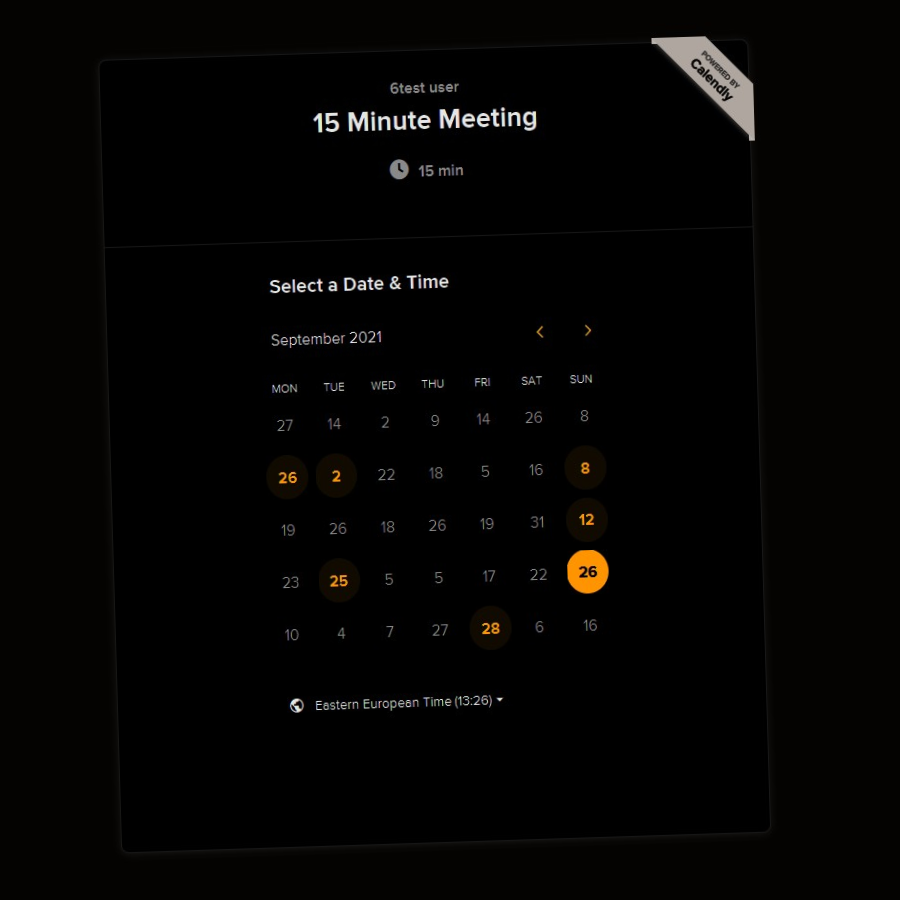 POWERED BY
Calendly
6test user
15 Minute Meeting
15 min
Select a Date & Time
September 2021
MON TUE WED THU FRI SAT SUN
27 14 2 9 14 26 8
26 2 22 18 5 16 8
19 26 18 26 19 31 12
23 25 5 5 17 22 26
10 4 7 27 28 6 16
Eastern European Time (13:26)